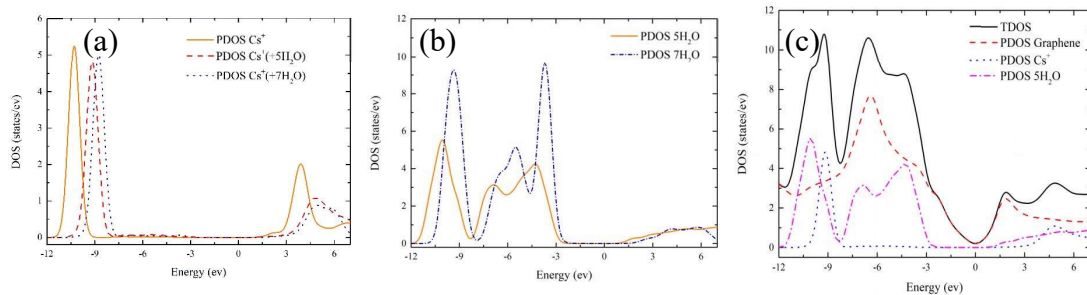 (a)
PDOS Cs⁺
PDOS Cs⁺(+5H₂O)
PDOS Cs⁺(+7H₂O)
DOS (states/ev)
6
5
4
3
2
1
0
-12 -9 -6 -3 0 3 6
Energy (ev)
(b)
PDOS 5H₂O
PDOS 7H₂O
DOS (states/ev)
12
10
8
6
4
2
0
-12 -9 -6 -3 0 3 6
Energy (ev)
(c)
TDOS
PDOS Graphene
PDOS Cs⁺
PDOS 5H₂O
DOS (states/ev)
12
10
8
6
4
2
0
-12 -9 -6 -3 0 3 6
Energy (ev)